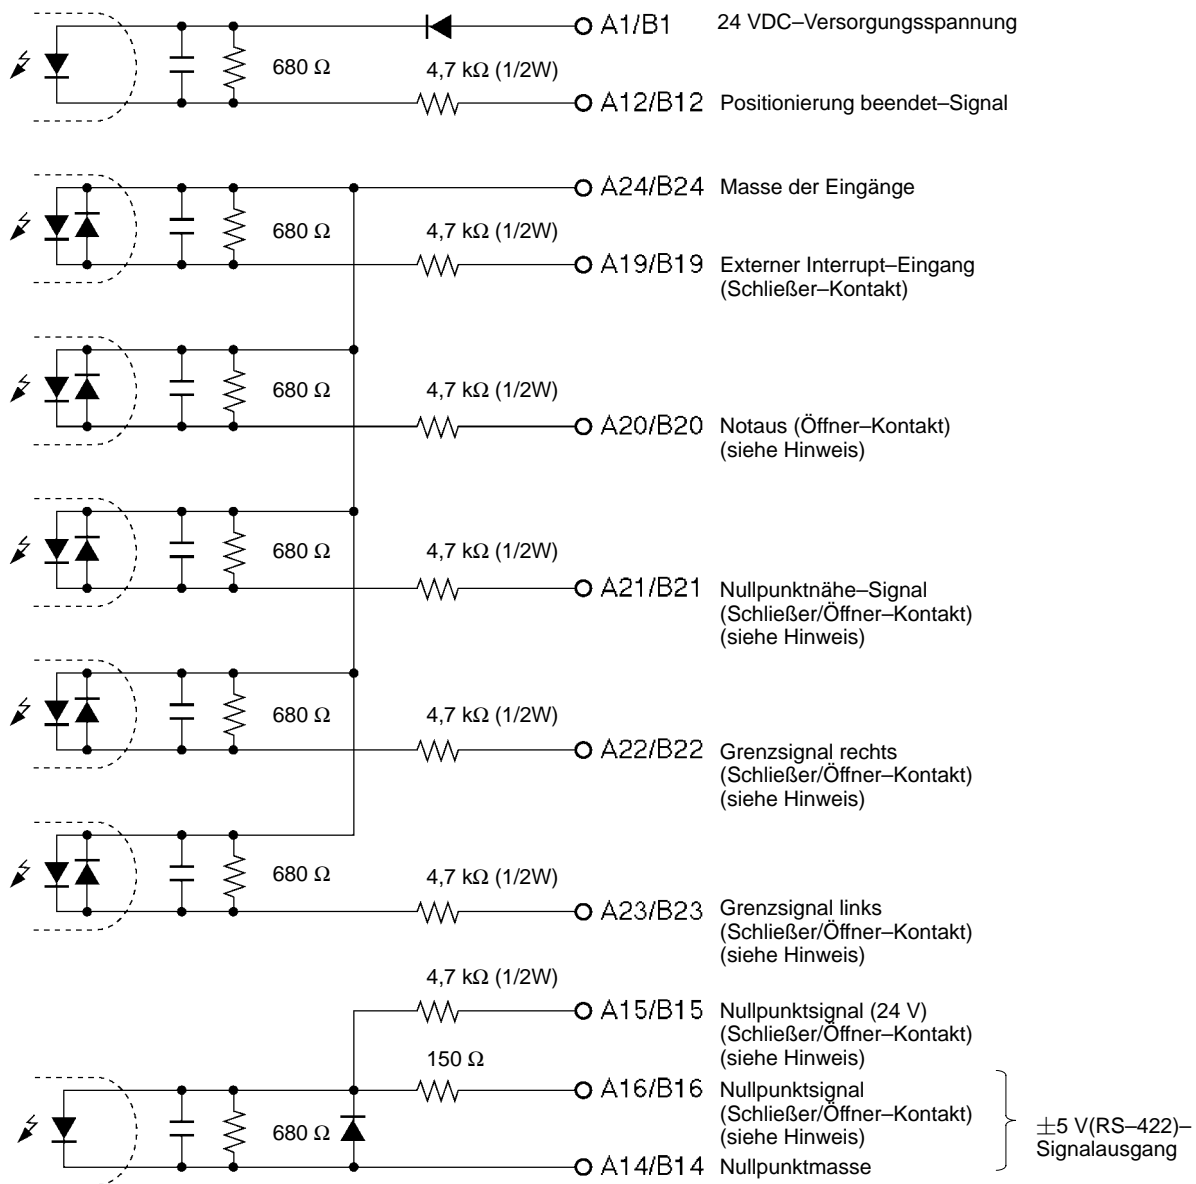 A1/B1 24 VDC–Versorgungsspannung
680 Ω
4,7 kΩ (1/2W)
A12/B12 Positionierung beendet–Signal
A24/B24 Masse der Eingänge
680 Ω
4,7 kΩ (1/2W)
A19/B19 Externer Interrupt–Eingang
(Schließer–Kontakt)
680 Ω
4,7 kΩ (1/2W)
A20/B20 Notaus (Öffner–Kontakt)
(siehe Hinweis)
680 Ω
4,7 kΩ (1/2W)
A21/B21 Nullpunktnähe–Signal
(Schließer/Öffner–Kontakt)
(siehe Hinweis)
680 Ω
4,7 kΩ (1/2W)
A22/B22 Grenzsignal rechts
(Schließer/Öffner–Kontakt)
(siehe Hinweis)
680 Ω
4,7 kΩ (1/2W)
A23/B23 Grenzsignal links
(Schließer/Öffner–Kontakt)
(siehe Hinweis)
4,7 kΩ (1/2W)
A15/B15 Nullpunktsignal (24 V)
(Schließer/Öffner–Kontakt)
(siehe Hinweis)
150 Ω
A16/B16 Nullpunktsignal
(Schließer/Öffner–Kontakt)
(siehe Hinweis)
680 Ω
±5 V(RS–422)–
Signalausgang
A14/B14 Nullpunktmasse